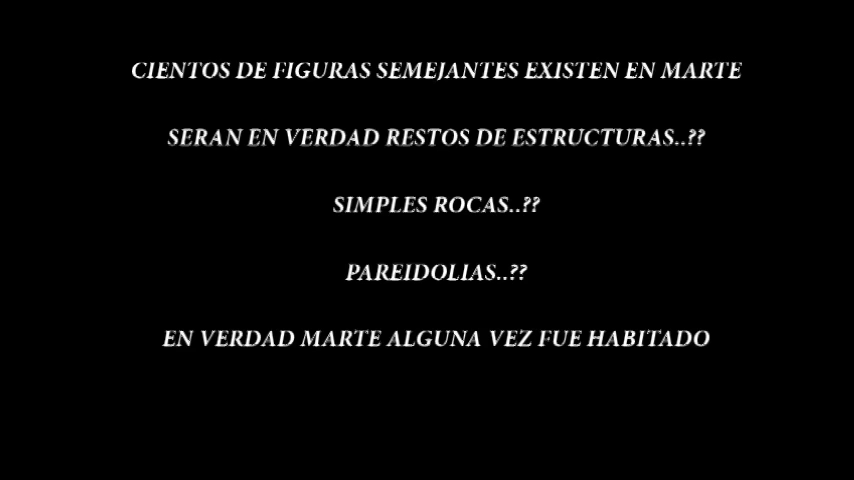 CIENTOS DE FIGURAS SEMEJANTES EXISTEN EN MARTE
SERAN EN VERDAD RESTOS DE ESTRUCTURAS..??
SIMPLES ROCAS..??
PAREIDOLIAS..??
EN VERDAD MARTE ALGUNA VEZ FUE HABITADO